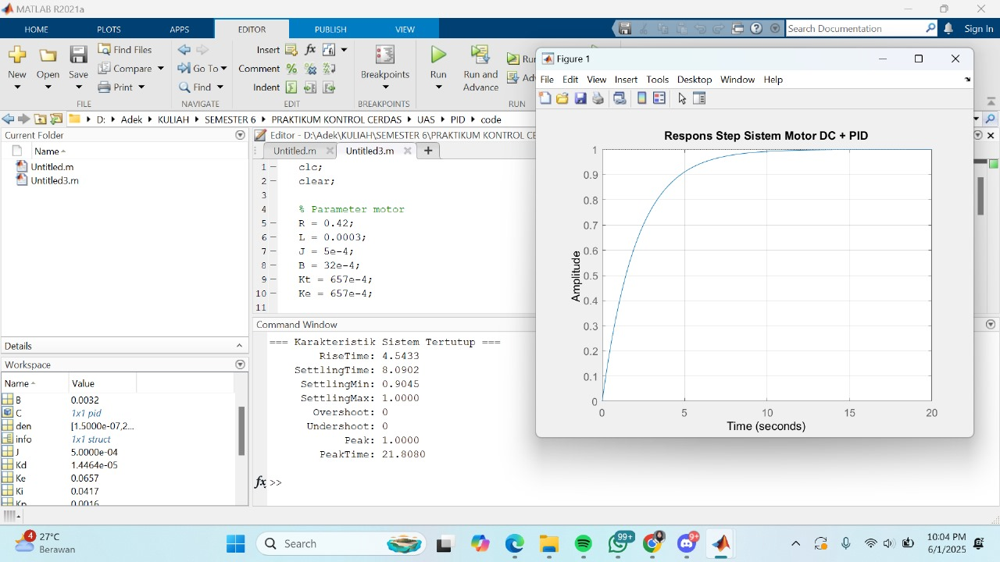 MATLAB R2021a
HOME PLOTS APPS EDITOR PUBLISH VIEW
Search Documentation
Sign In
New Open Save
Find Files
Compare
Print
FILE
Go To
Find
NAVIGATE
Insert
Comment
Indent
EDIT
Breakpoints
BREAKPOINTS
Run
Run and Advance
RUN
D: Adek KULIAH SEMESTER 6 PRAKTIKUM KONTROL CERDAS UAS PID code
Current Folder
Name
Untitled.m
Untitled3.m
Details
Workspace
Name Value
B 0.0032
C 1x1 pid
den [1.5000e-07,2...
info 1x1 struct
J 5.0000e-04
Kd 1.4464e-05
Ke 0.0657
Ki 0.0417
Kp 0.0016
Editor - D:\Adek\KULIAH\SEMESTER 6\PRAKTIKUM KONTROL CE
Untitled.m Untitled3.m
1 clc;
2 clear;
3
4 % Parameter motor
5 R = 0.42;
6 L = 0.0003;
7 J = 5e-4;
8 B = 32e-4;
9 Kt = 657e-4;
10 Ke = 657e-4;
11
Command Window
=== Karakteristik Sistem Tertutup ===
RiseTime: 4.5433
SettlingTime: 8.0902
SettlingMin: 0.9045
SettlingMax: 1.0000
Overshoot: 0
Undershoot: 0
Peak: 1.0000
PeakTime: 21.8080
fx >>
Figure 1
File Edit View Insert Tools Desktop Window Help
Respons Step Sistem Motor DC + PID
1
0.9
0.8
0.7
0.6
0.5
0.4
0.3
0.2
0.1
0
Amplitude
0 5 10 15 20
Time (seconds)
4
27°C
Berawan
Search
99+
9+
10:04 PM
6/1/2025